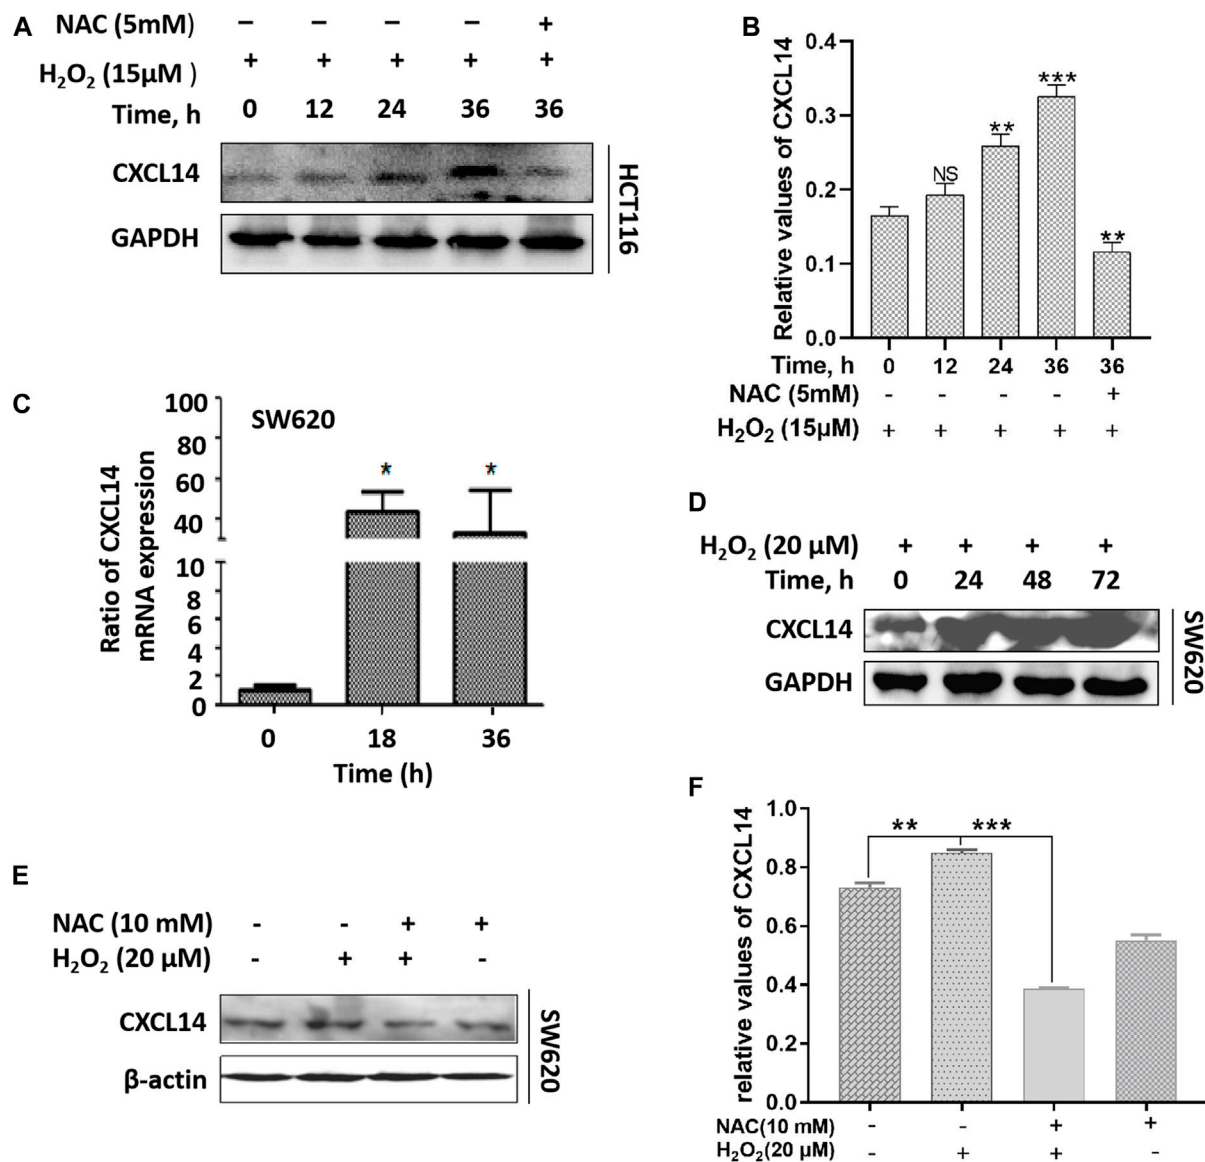 A
NAC (5mM) – – – – +
H₂O₂ (15μM ) + + + + +
Time, h 0 12 24 36 36
CXCL14
GAPDH
HCT116
B
Relative values of CXCL14
0.4
0.3
0.2
0.1
0.0
NS ** *** **
Time, h 0 12 24 36 36
NAC (5mM) - - - - +
H₂O₂ (15μM) + + + + +
C
SW620
Ratio of CXCL14
mRNA expression
100
80
60
40
20
10
8
6
4
2
0
* *
0 18 36
Time (h)
D
H₂O₂ (20 μM) + + + +
Time, h 0 24 48 72
CXCL14
GAPDH
SW620
E
NAC (10 mM) - - + +
H₂O₂ (20 μM) - + + -
CXCL14
β-actin
SW620
F
relative values of CXCL14
1.0
0.8
0.6
0.4
0.2
0.0
** ***
NAC(10 mM) - - + +
H₂O₂(20 μM) - + + -